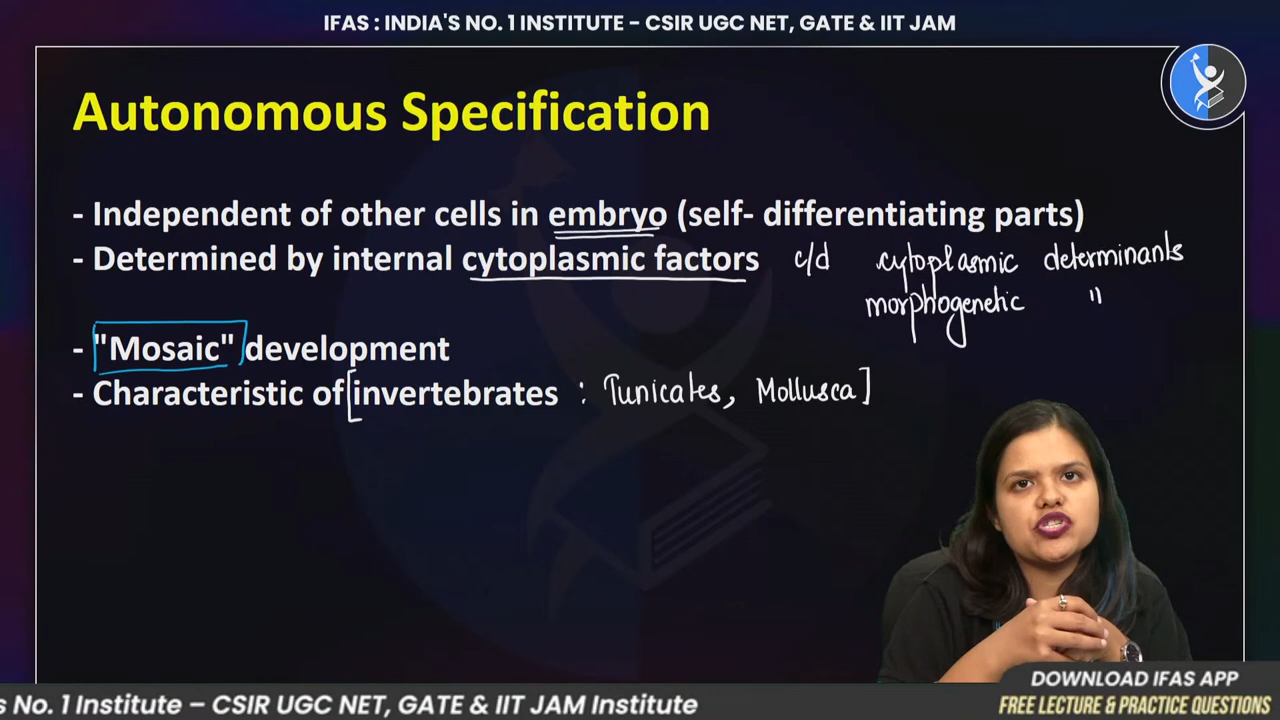 IFAS : INDIA'S NO. 1 INSTITUTE – CSIR UGC NET, GATE & IIT JAM
Autonomous Specification
- Independent of other cells in embryo (self- differentiating parts)
- Determined by internal cytoplasmic factors c/d cytoplasmic determinants
morphogenetic "
- "Mosaic" development
- Characteristic of [invertebrates : Tunicates, Mollusca]
DOWNLOAD IFAS APP
s No. 1 Institute – CSIR UGC NET, GATE & IIT JAM Institute
FREE LECTURE & PRACTICE QUESTIONS